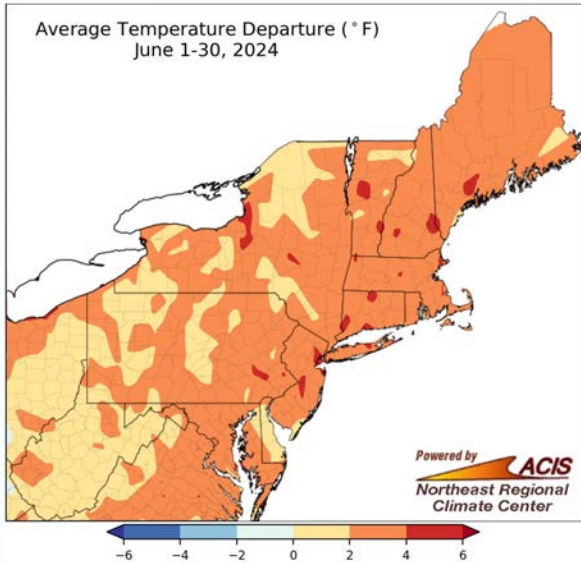 Average Temperature Departure (°F)
June 1-30, 2024
Powered by
ACIS
Northeast Regional
Climate Center
−6 −4 −2 0 2 4 6